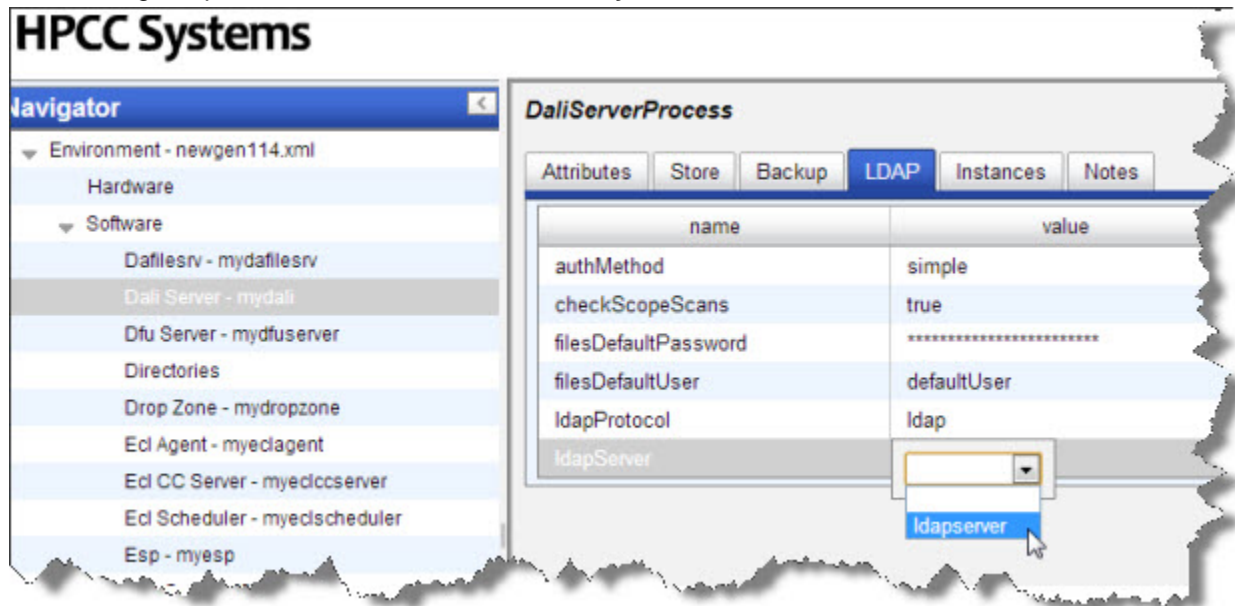 HPCC Systems
Navigator
Environment - newgen114.xml
Hardware
Software
Dafilesrv - mydafilesrv
Dali Server - mydali
Dfu Server - mydfuserver
Directories
Drop Zone - mydropzone
Ecl Agent - myeclagent
Ecl CC Server - myeclccserver
Ecl Scheduler - myeclscheduler
Esp - myesp
DaliServerProcess
Attributes Store Backup LDAP Instances Notes
name value
authMethod simple
checkScopeScans true
filesDefaultPassword ************************
filesDefaultUser defaultUser
ldapProtocol ldap
ldapServer
ldapserver